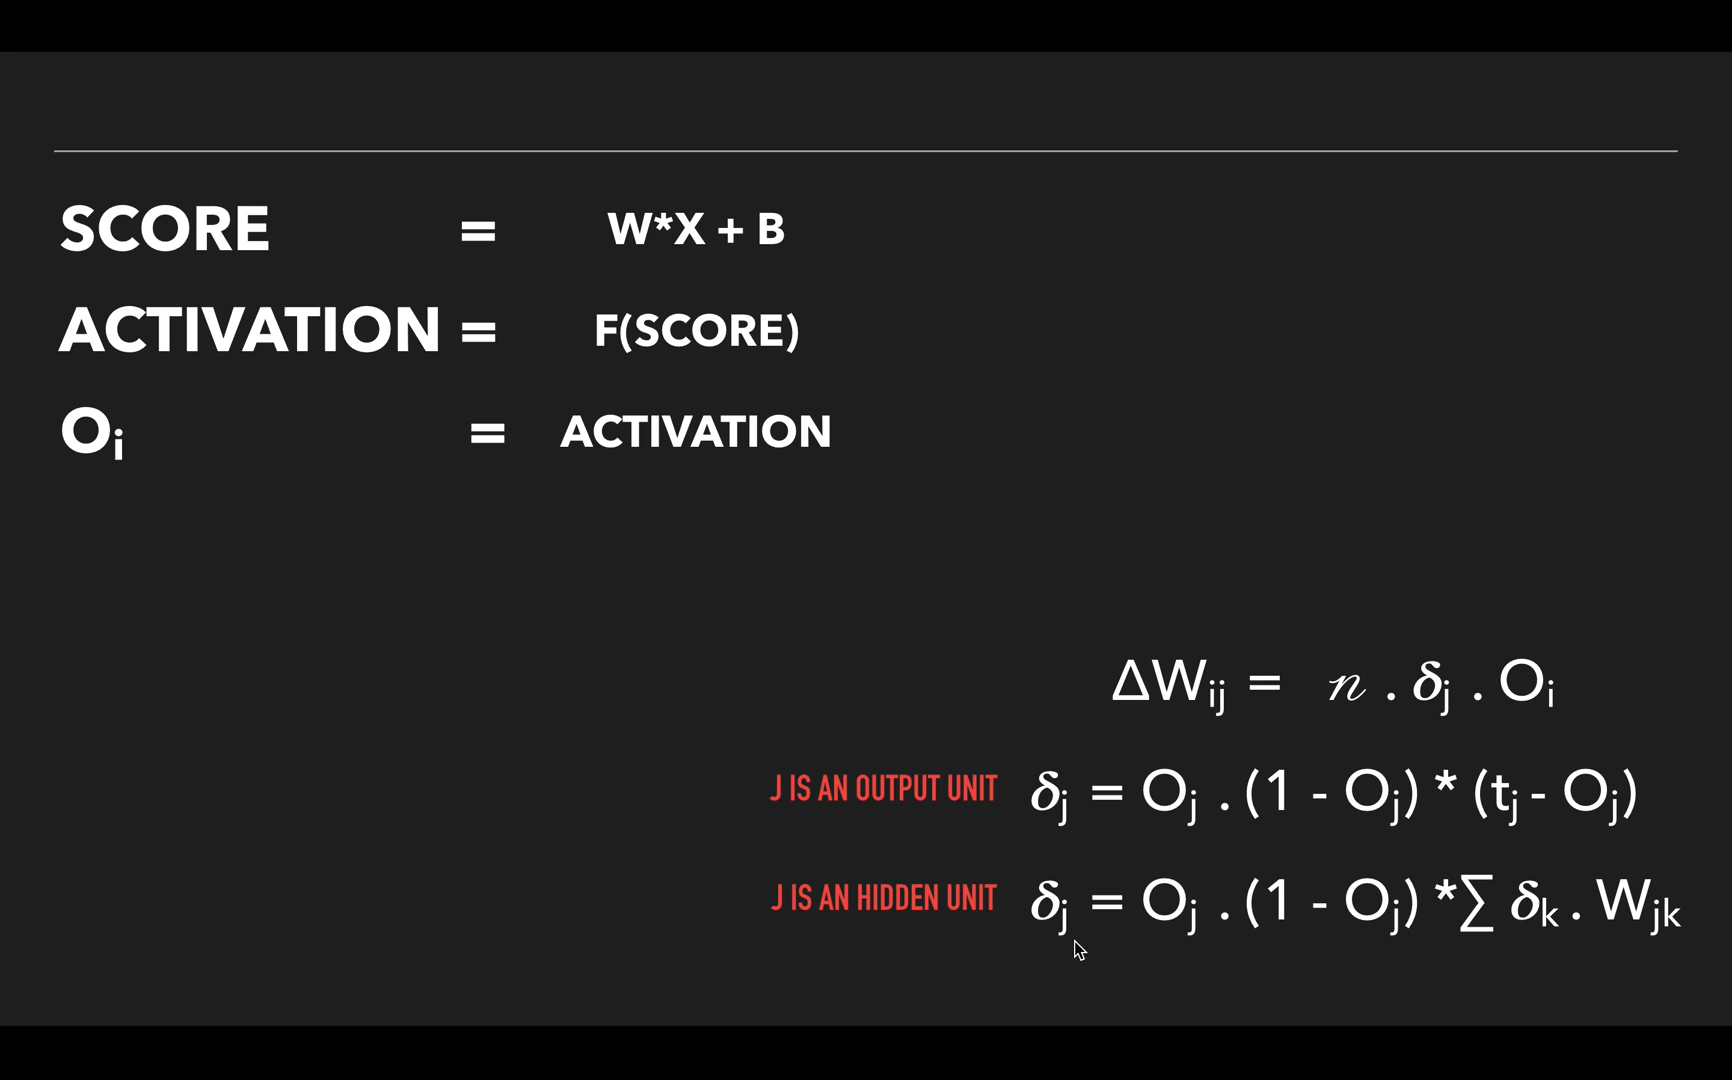 SCORE = W*X + B
ACTIVATION = F(SCORE)
Oᵢ = ACTIVATION
ΔWᵢⱼ = 𝓃 . δⱼ . Oᵢ
J IS AN OUTPUT UNIT δⱼ = Oⱼ . (1 - Oⱼ) * (tⱼ - Oⱼ)
J IS AN HIDDEN UNIT δⱼ = Oⱼ . (1 - Oⱼ) *∑ δₖ . Wⱼₖ